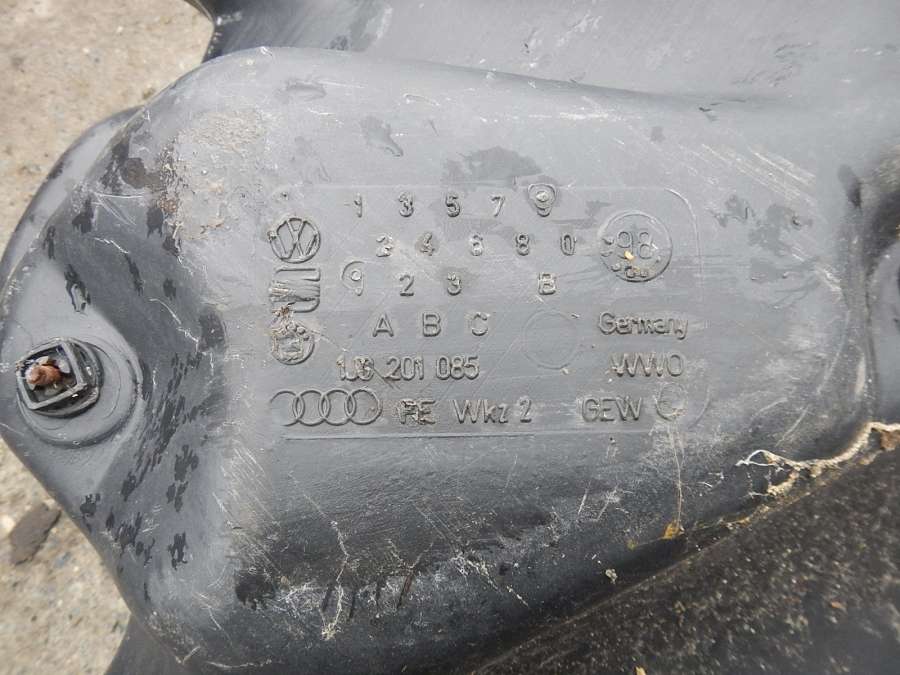 1 3 5 7 9
2 4 6 8 0 98
9 2 3 B
A B C Germany
1J0 201 085 VWO
PE Wkz 2 GEW